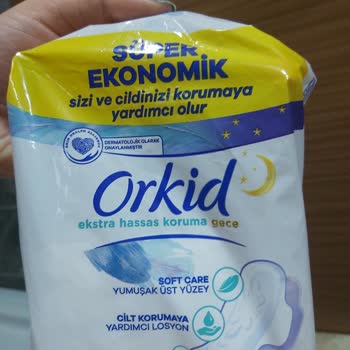 SÜPER
EKONOMİK
sizi ve cildinizi korumaya
yardımcı olur
DERMATOLOJİK OLARAK
ONAYLANMIŞTIR
Orkid
ekstra hassas koruma gece
SOFT CARE
YUMUŞAK ÜST YÜZEY
CİLT KORUMAYA
YARDIMCI LOSYON